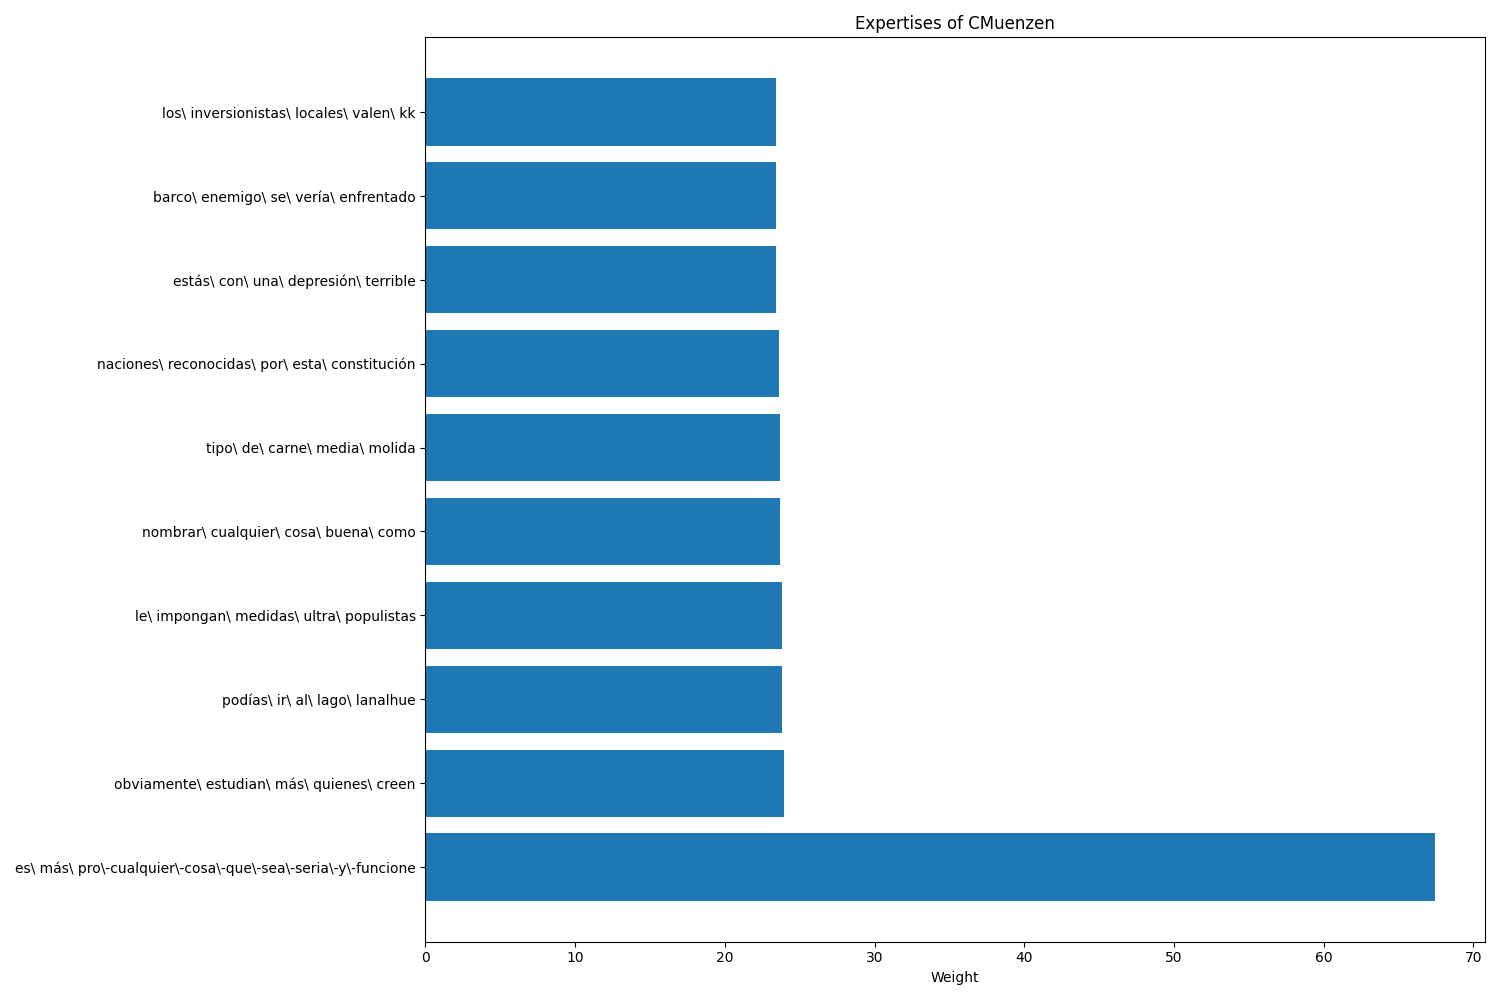 Expertises of CMuenzen
los\ inversionistas\ locales\ valen\ kk
barco\ enemigo\ se\ vería\ enfrentado
estás\ con\ una\ depresión\ terrible
naciones\ reconocidas\ por\ esta\ constitución
tipo\ de\ carne\ media\ molida
nombrar\ cualquier\ cosa\ buena\ como
le\ impongan\ medidas\ ultra\ populistas
podías\ ir\ al\ lago\ lanalhue
obviamente\ estudian\ más\ quienes\ creen
es\ más\ pro\-cualquier\-cosa\-que\-sea\-seria\-y\-funcione
0 10 20 30 40 50 60 70
Weight